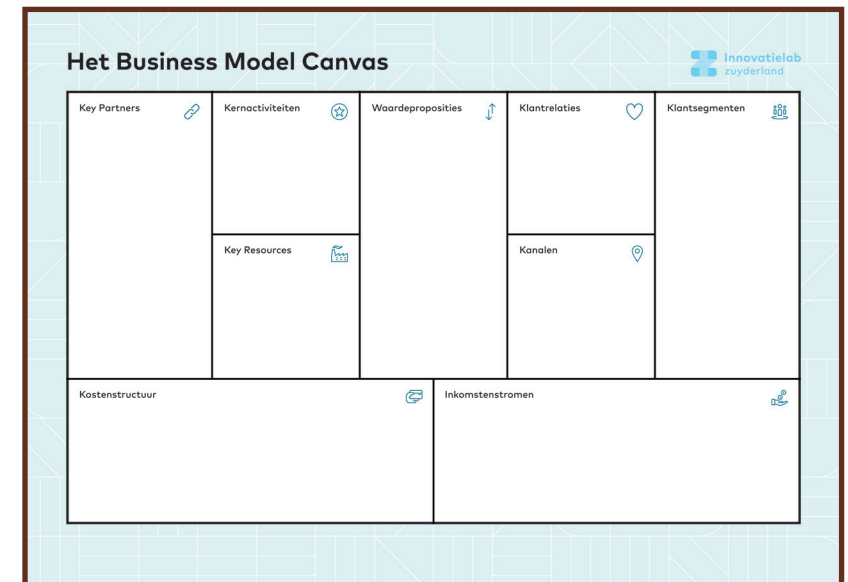 Het Business Model Canvas
Innovatielab
zuyderland
Key Partners
Kernactiviteiten
Waardeproposities
Klantrelaties
Klantsegmenten
Key Resources
Kanalen
Kostenstructuur
Inkomstenstromen